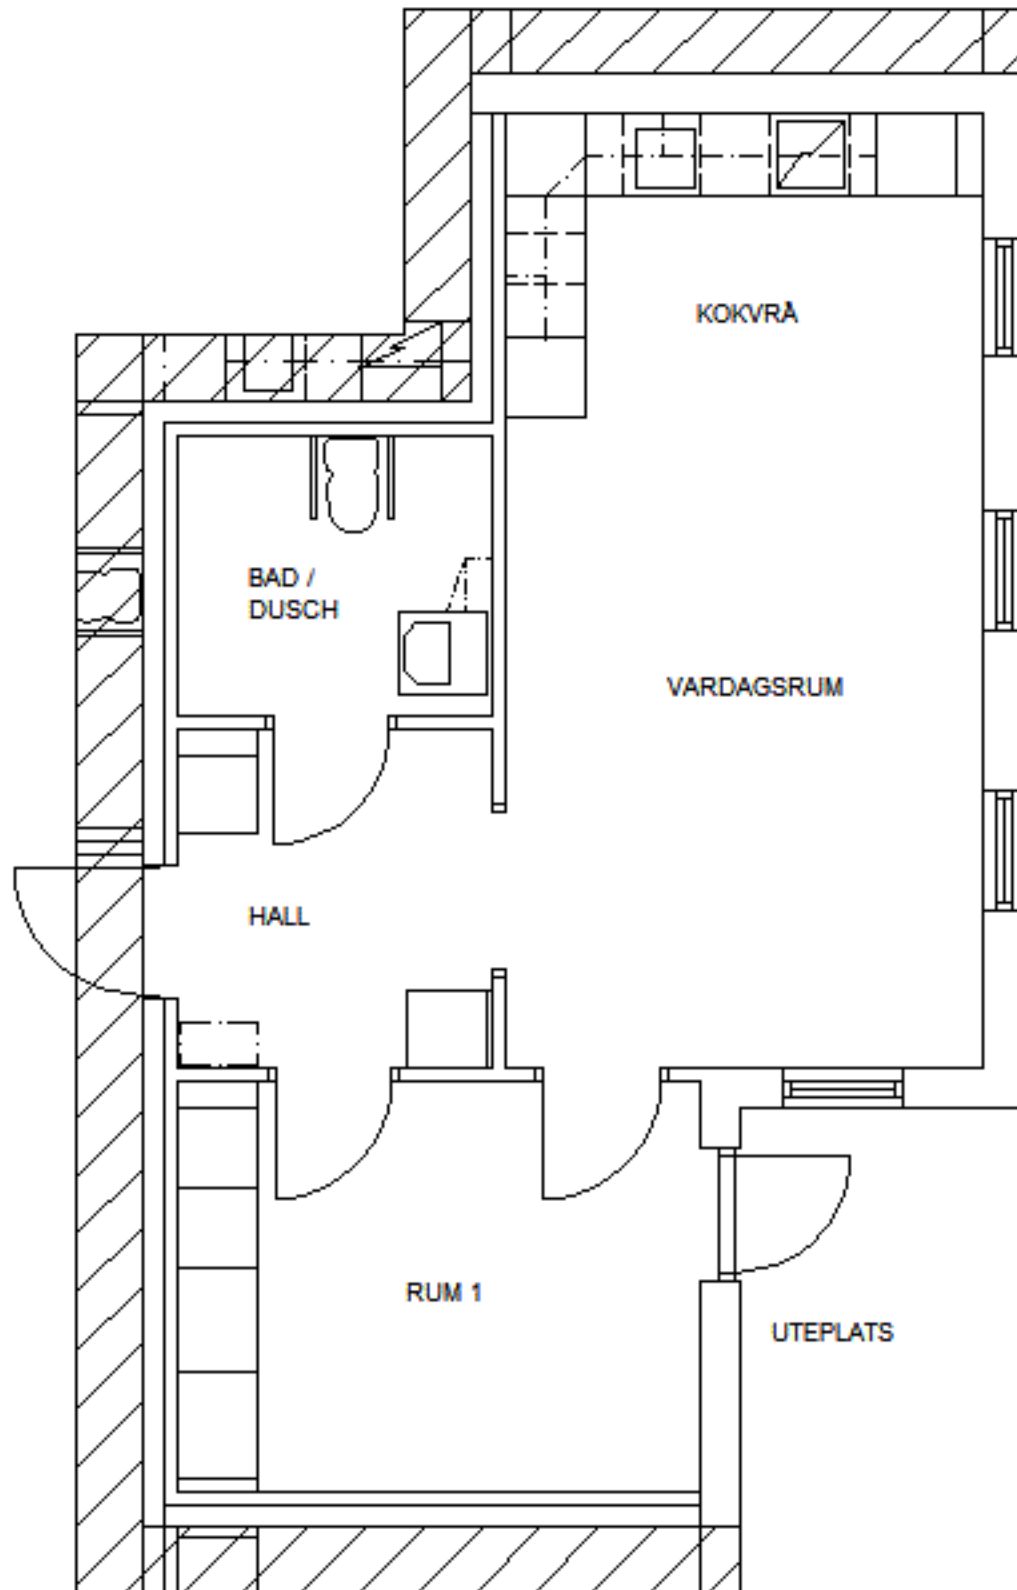 KOKVRÅ
BAD /
DUSCH
VARDAGSRUM
HALL
RUM 1
UTEPLATS